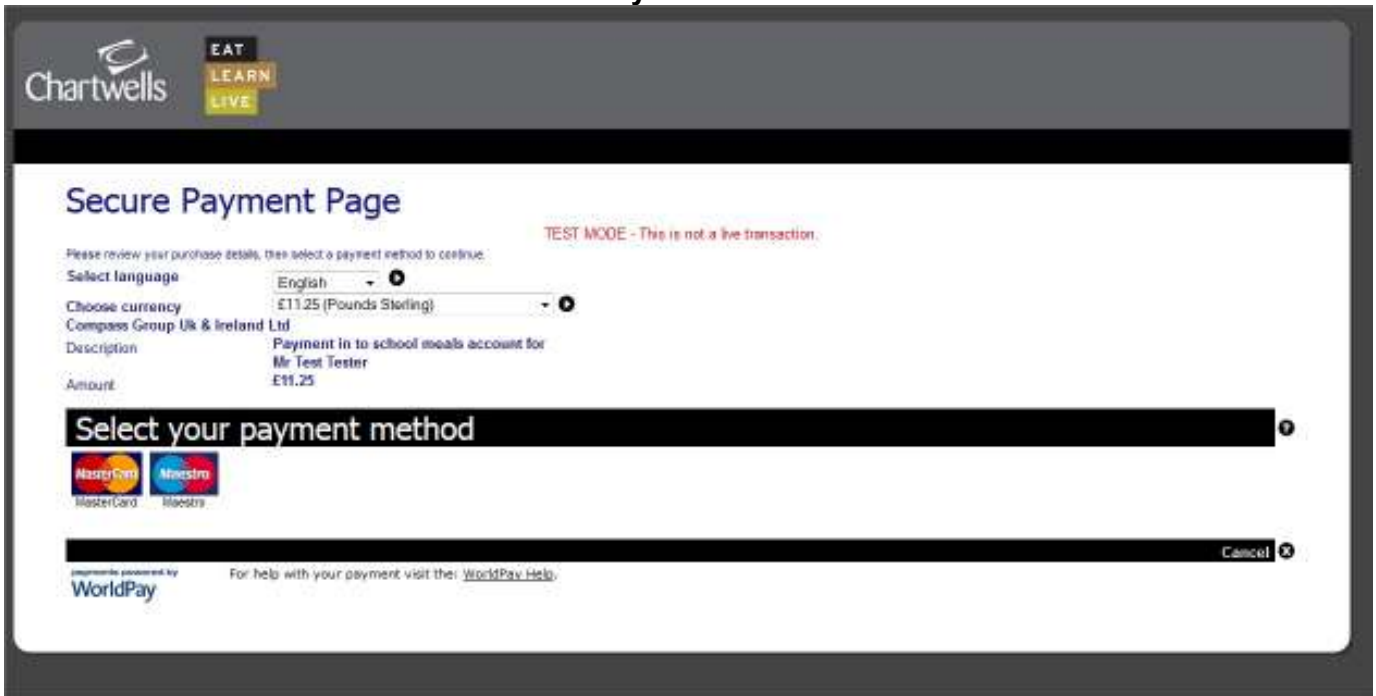 Chartwells
EAT
LEARN
LIVE
Secure Payment Page
TEST MODE - This is not a live transaction.
Please review your purchase details, then select a payment method to continue.
Select language English
Choose currency £11.25 (Pounds Sterling)
Compass Group Uk & Ireland Ltd
Description Payment in to school meals account for
Mr Test Tester
Amount £11.25
Select your payment method
MasterCard Maestro
MasterCard Maestro
Cancel
payments powered by
WorldPay
For help with your payment visit the: WorldPay Help.